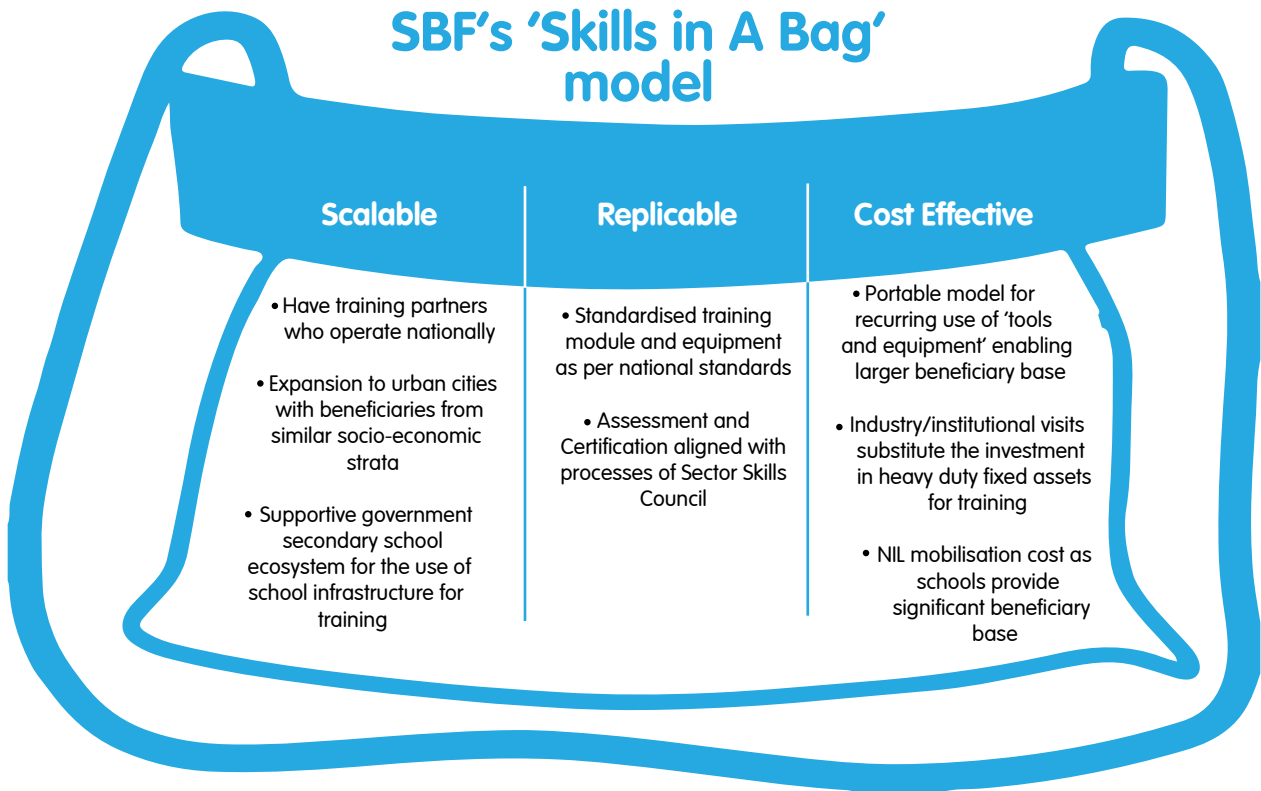 SBF's 'Skills in A Bag'
model
Scalable
• Have training partners
who operate nationally
• Expansion to urban cities
with beneficiaries from
similar socio-economic
strata
• Supportive government
secondary school
ecosystem for the use of
school infrastructure for
training
Replicable
• Standardised training
module and equipment
as per national standards
• Assessment and
Certification aligned with
processes of Sector Skills
Council
Cost Effective
• Portable model for
recurring use of 'tools
and equipment' enabling
larger beneficiary base
• Industry/institutional visits
substitute the investment
in heavy duty fixed assets
for training
• NIL mobilisation cost as
schools provide
significant beneficiary
base